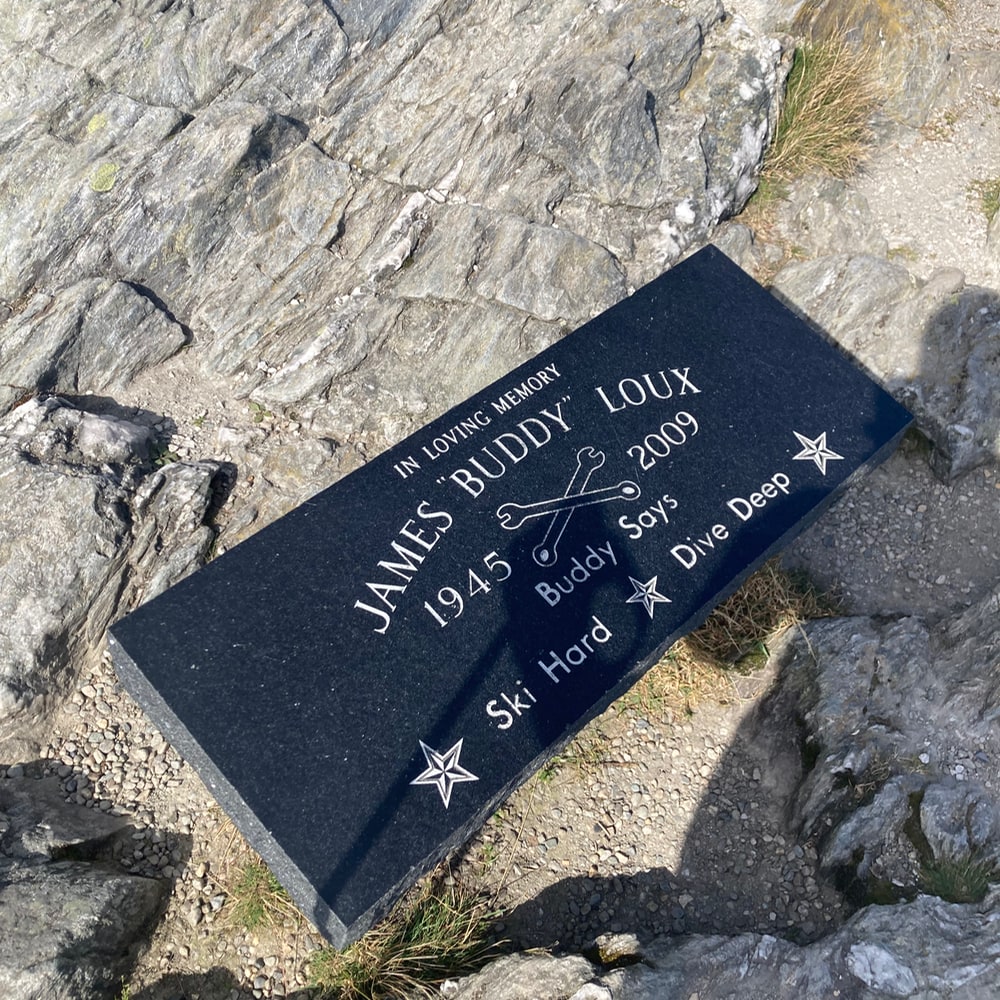 IN LOVING MEMORY
JAMES "BUDDY" LOUX
1945 2009
Buddy Says
Ski Hard Dive Deep